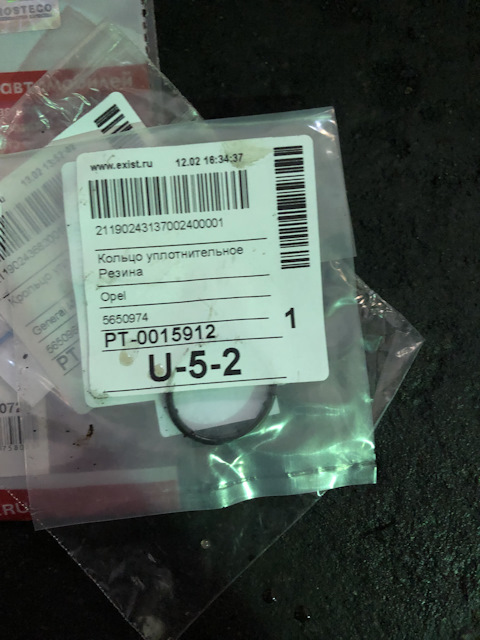 www.exist.ru 12.02 16:34:37
21190243137002400001
Кольцо уплотнительное
Резина
Opel
5650974
PT-0015912
1
U-5-2